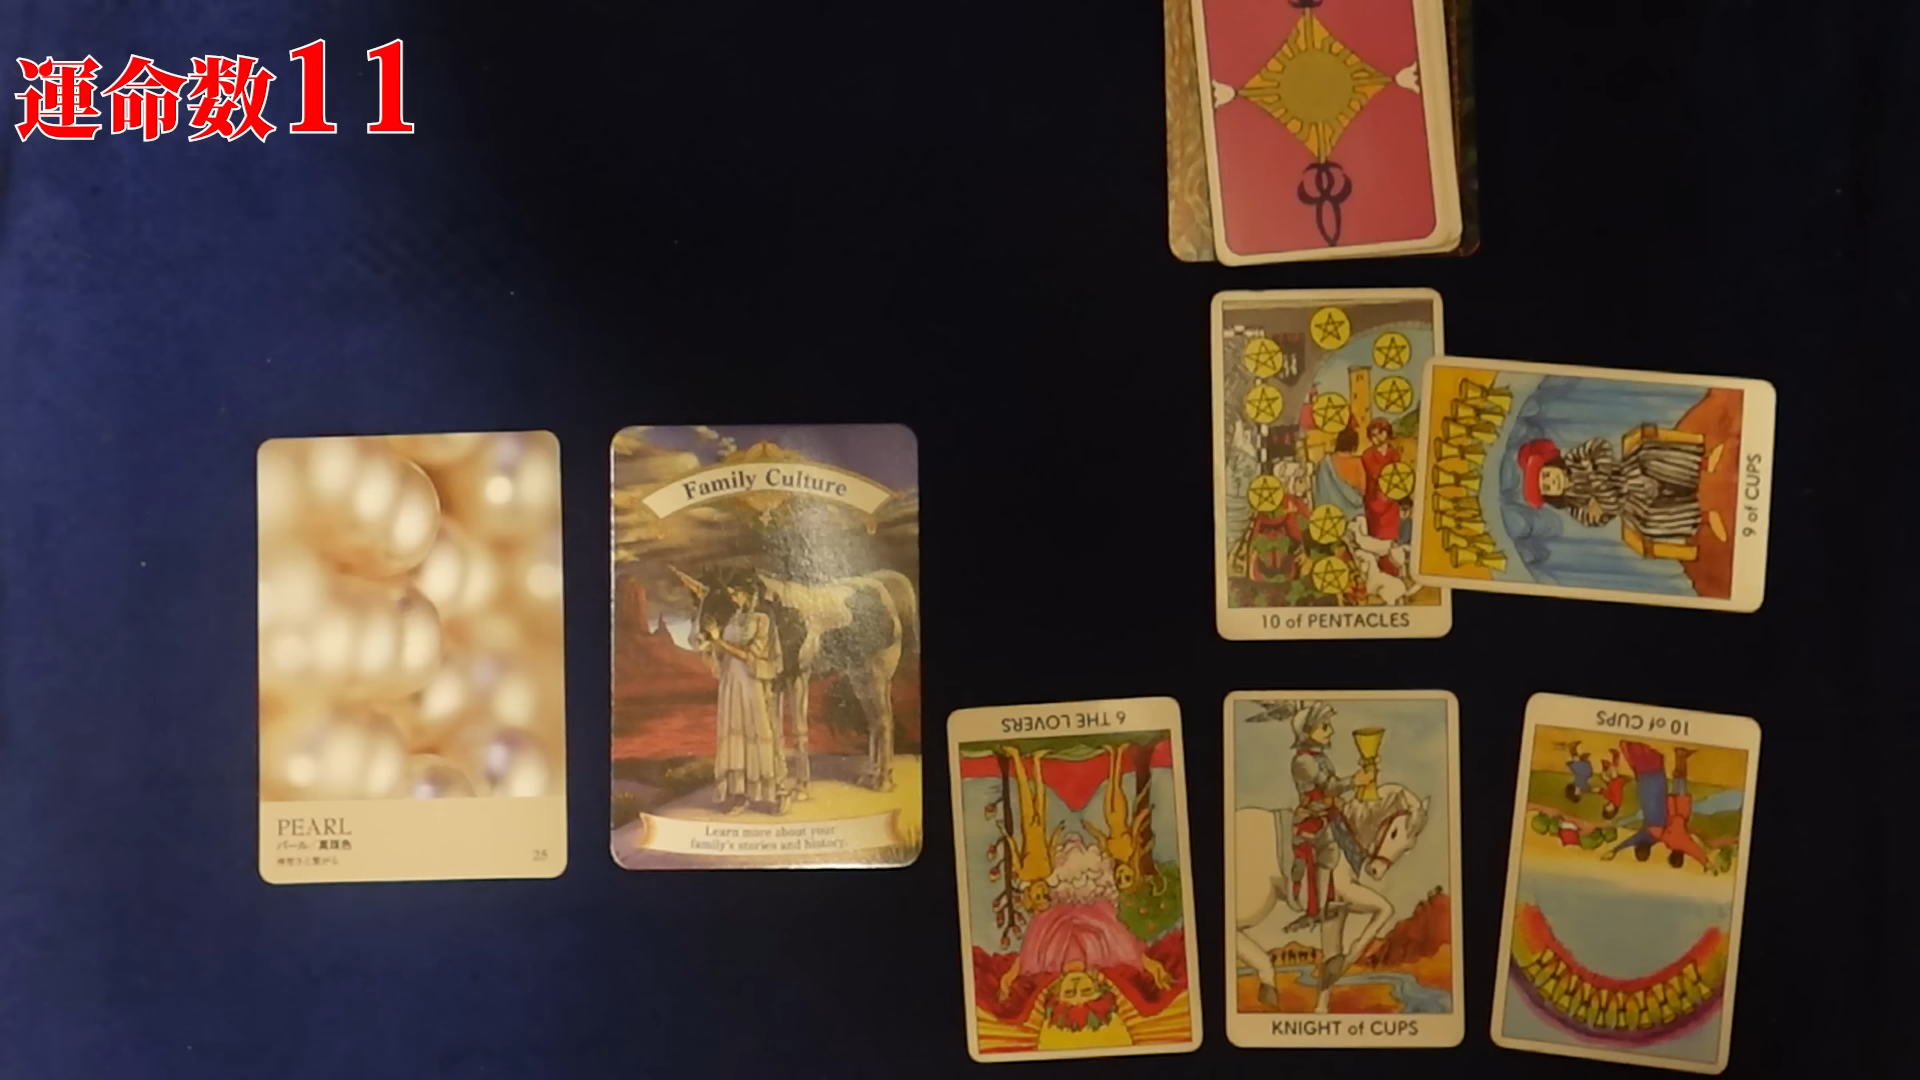 運命数11
10 of PENTACLES
9 of CUPS
Family Culture
Learn more about your
family's stories and history.
PEARL
パール／真珠色
25
6 THE LOVERS
KNIGHT of CUPS
10 of CUPS